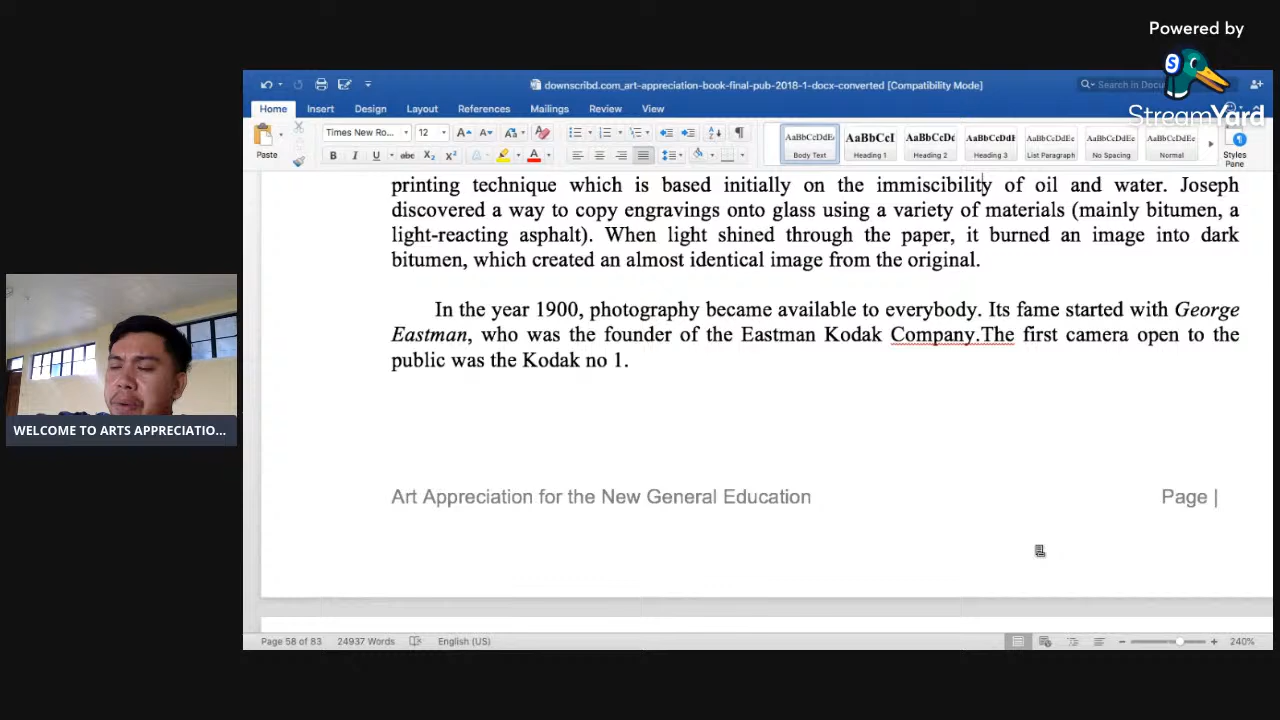 Powered by
StreamYard
downscribd.com_art-appreciation-book-final-pub-2018-1-docx-converted [Compatibility Mode]
Home Insert Design Layout References Mailings Review View
Times New Ro... 12
Paste
AaBbCcDdEe Body Text
AaBbCcI Heading 1
AaBbCcDc Heading 2
AaBbCcDdE Heading 3
AaBbCcDdEe List Paragraph
AaBbCcDdEe No Spacing
AaBbCcDdEe Normal
Styles Pane
printing technique which is based initially on the immiscibility of oil and water. Joseph
discovered a way to copy engravings onto glass using a variety of materials (mainly bitumen, a
light-reacting asphalt). When light shined through the paper, it burned an image into dark
bitumen, which created an almost identical image from the original.
In the year 1900, photography became available to everybody. Its fame started with George
Eastman, who was the founder of the Eastman Kodak Company.The first camera open to the
public was the Kodak no 1.
WELCOME TO ARTS APPRECIATIO...
Art Appreciation for the New General Education Page |
Page 58 of 83 24937 Words English (US) 240%